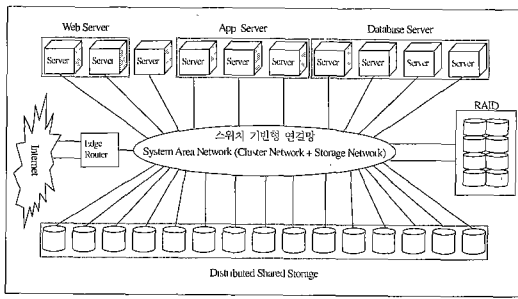 Web Server App Server Database Server
Server Server Server Server Server Server Server Server Server Server
RAID
스위치 기반형 연결망
System Area Network (Cluster Network + Storage Network)
Internet
Edge
Router
Distributed Shared Storage